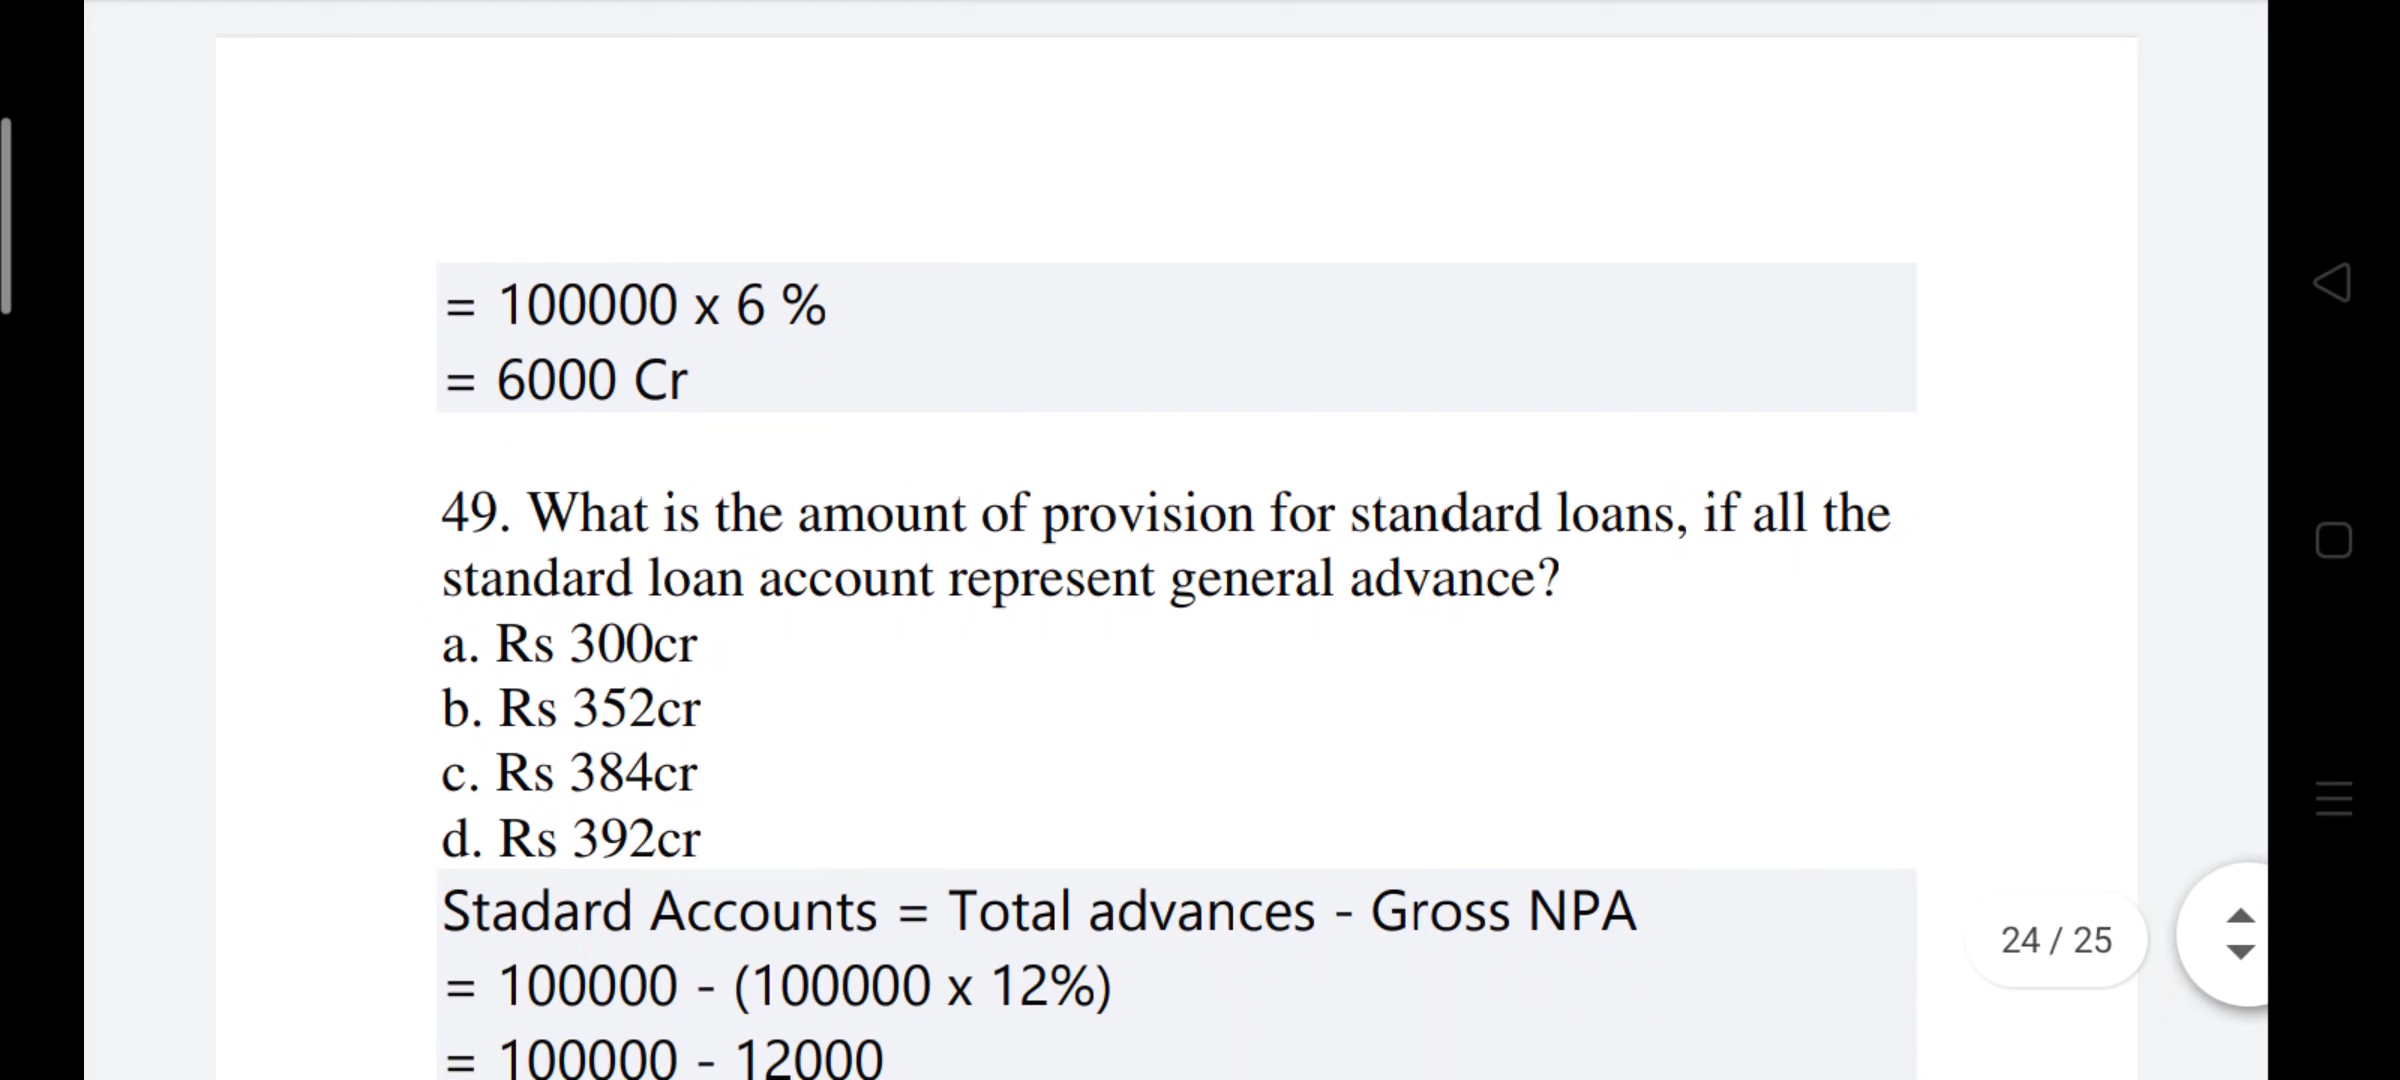 = 100000 x 6 %
= 6000 Cr
49. What is the amount of provision for standard loans, if all the
standard loan account represent general advance?
a. Rs 300cr
b. Rs 352cr
c. Rs 384cr
d. Rs 392cr
Stadard Accounts = Total advances - Gross NPA
= 100000 - (100000 x 12%)
= 100000 - 12000
24 / 25